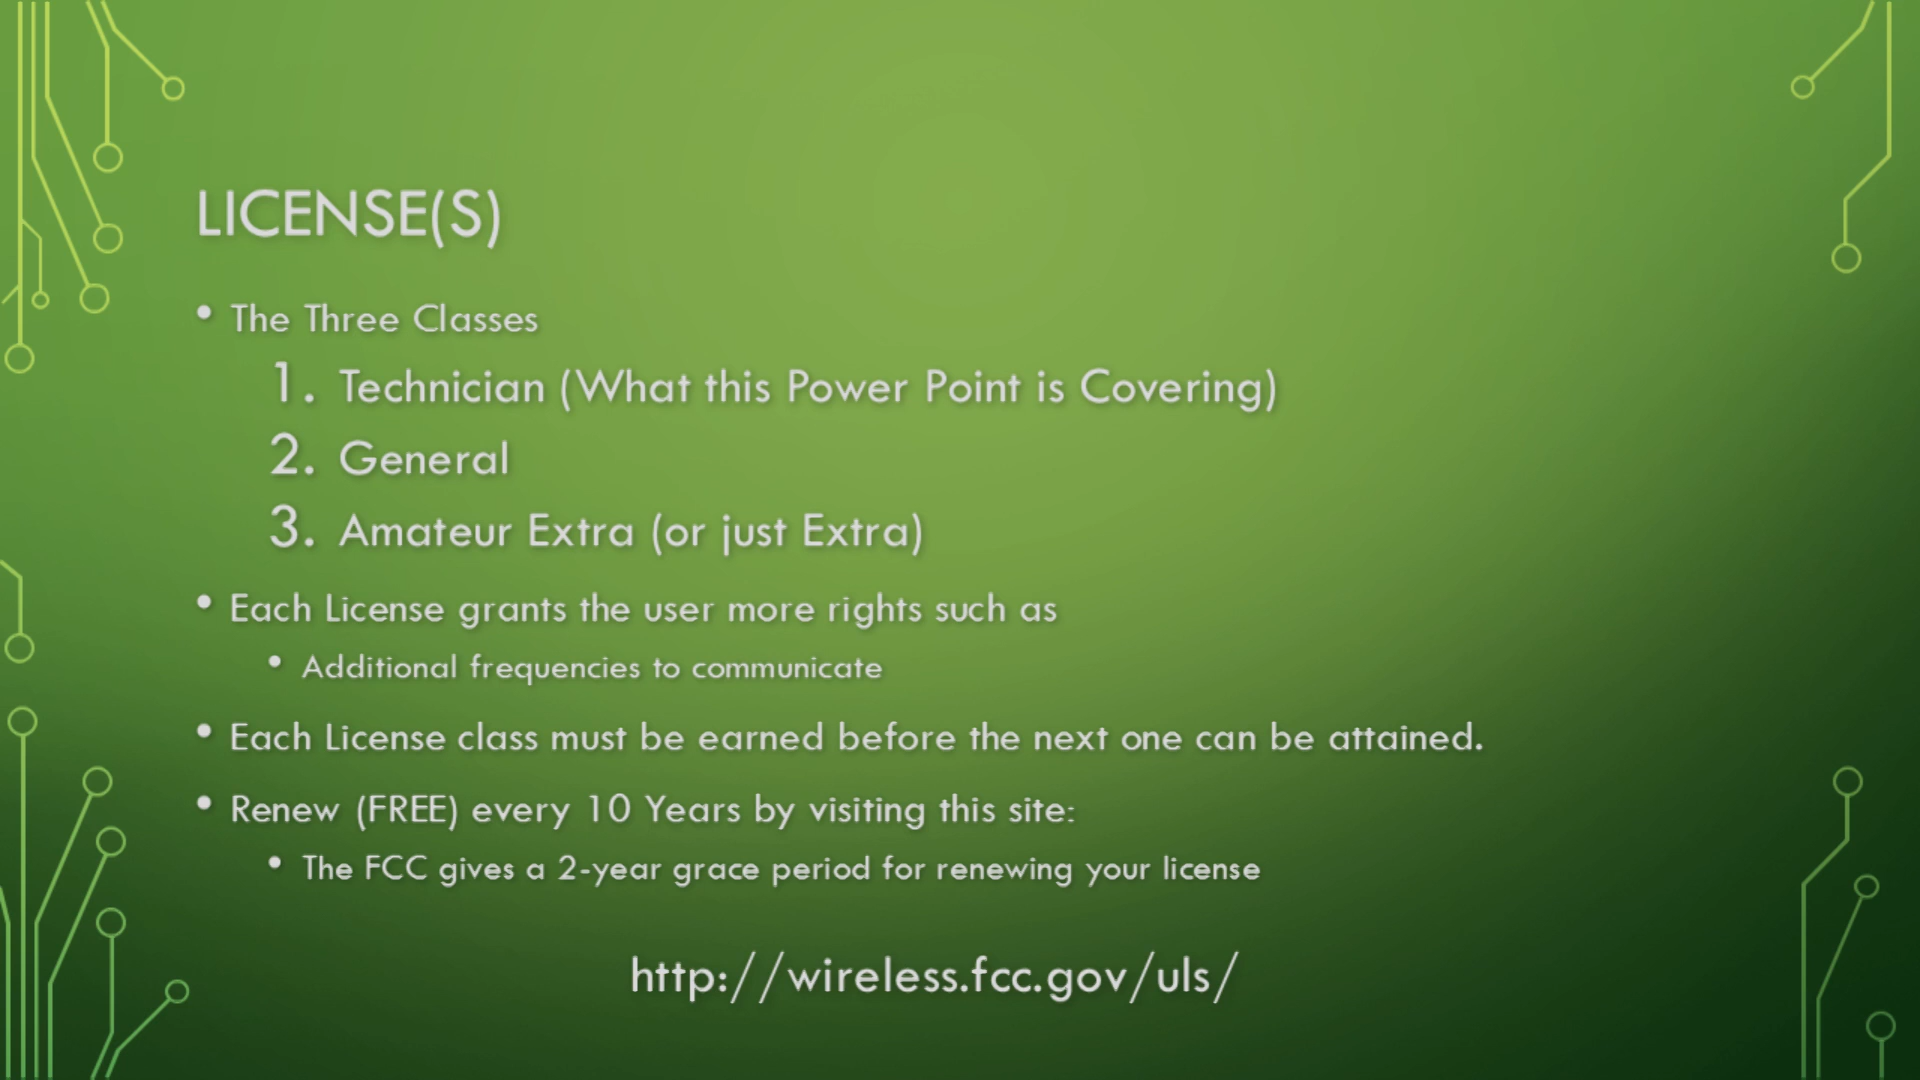 LICENSE(S)
• The Three Classes
1. Technician (What this Power Point is Covering)
2. General
3. Amateur Extra (or just Extra)
• Each License grants the user more rights such as
• Additional frequencies to communicate
• Each License class must be earned before the next one can be attained.
• Renew (FREE) every 10 Years by visiting this site:
• The FCC gives a 2-year grace period for renewing your license
http://wireless.fcc.gov/uls/